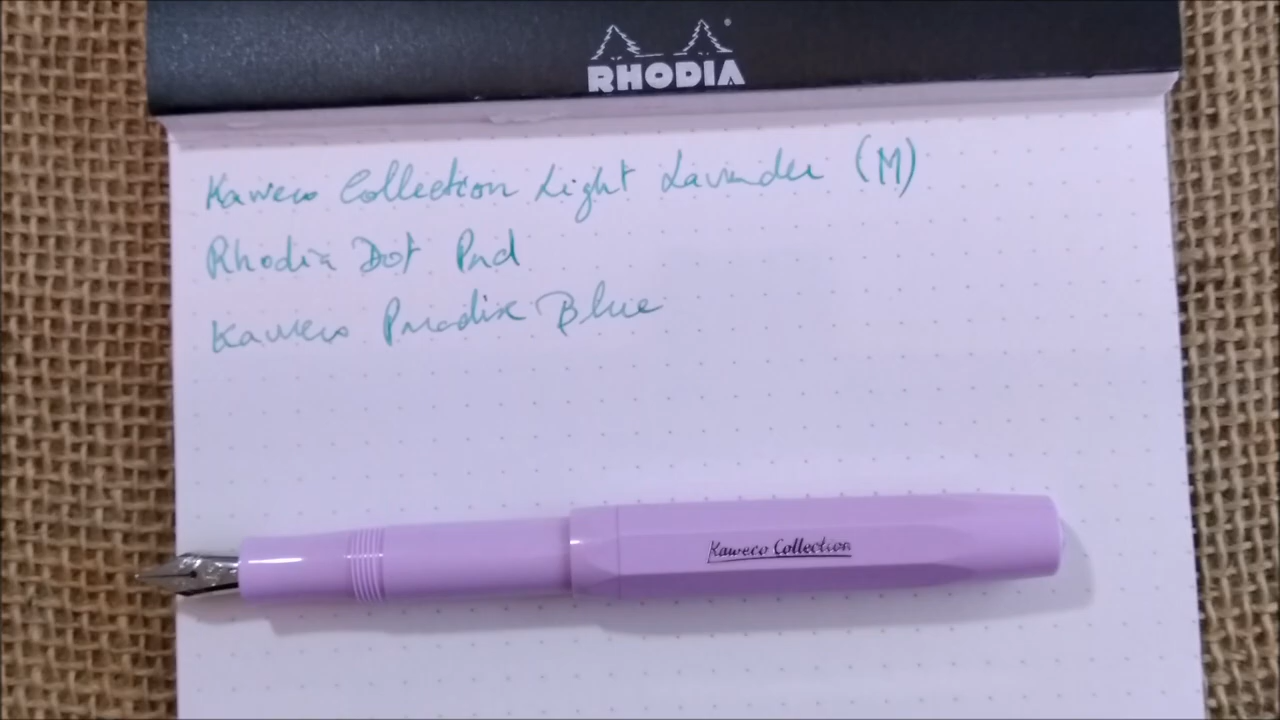 RHODIA
Kaweco Collection Light Lavender (M)
Rhodia Dot Pad
Kaweco Paradise Blue
Kaweco Collection